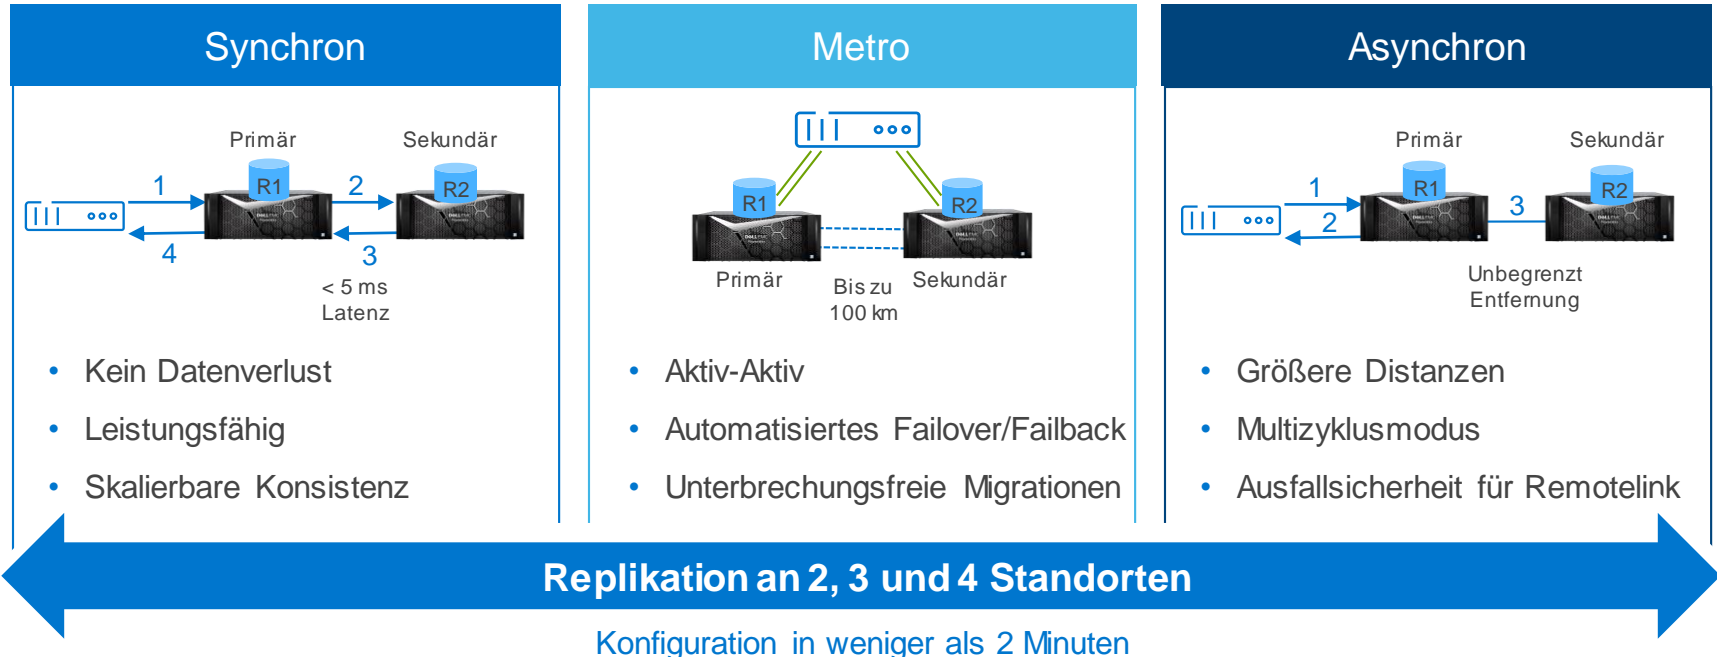 Synchron
Primär
Sekundär
R1
R2
1
2
4
3
< 5 ms
Latenz
• Kein Datenverlust
• Leistungsfähig
• Skalierbare Konsistenz
Metro
R1
R2
Primär
Bis zu
100 km
Sekundär
• Aktiv-Aktiv
• Automatisiertes Failover/Failback
• Unterbrechungsfreie Migrationen
Asynchron
Primär
Sekundär
R1
R2
1
2
3
Unbegrenzt
Entfernung
• Größere Distanzen
• Multizyklusmodus
• Ausfallsicherheit für Remotelink
Replikation an 2, 3 und 4 Standorten
Konfiguration in weniger als 2 Minuten